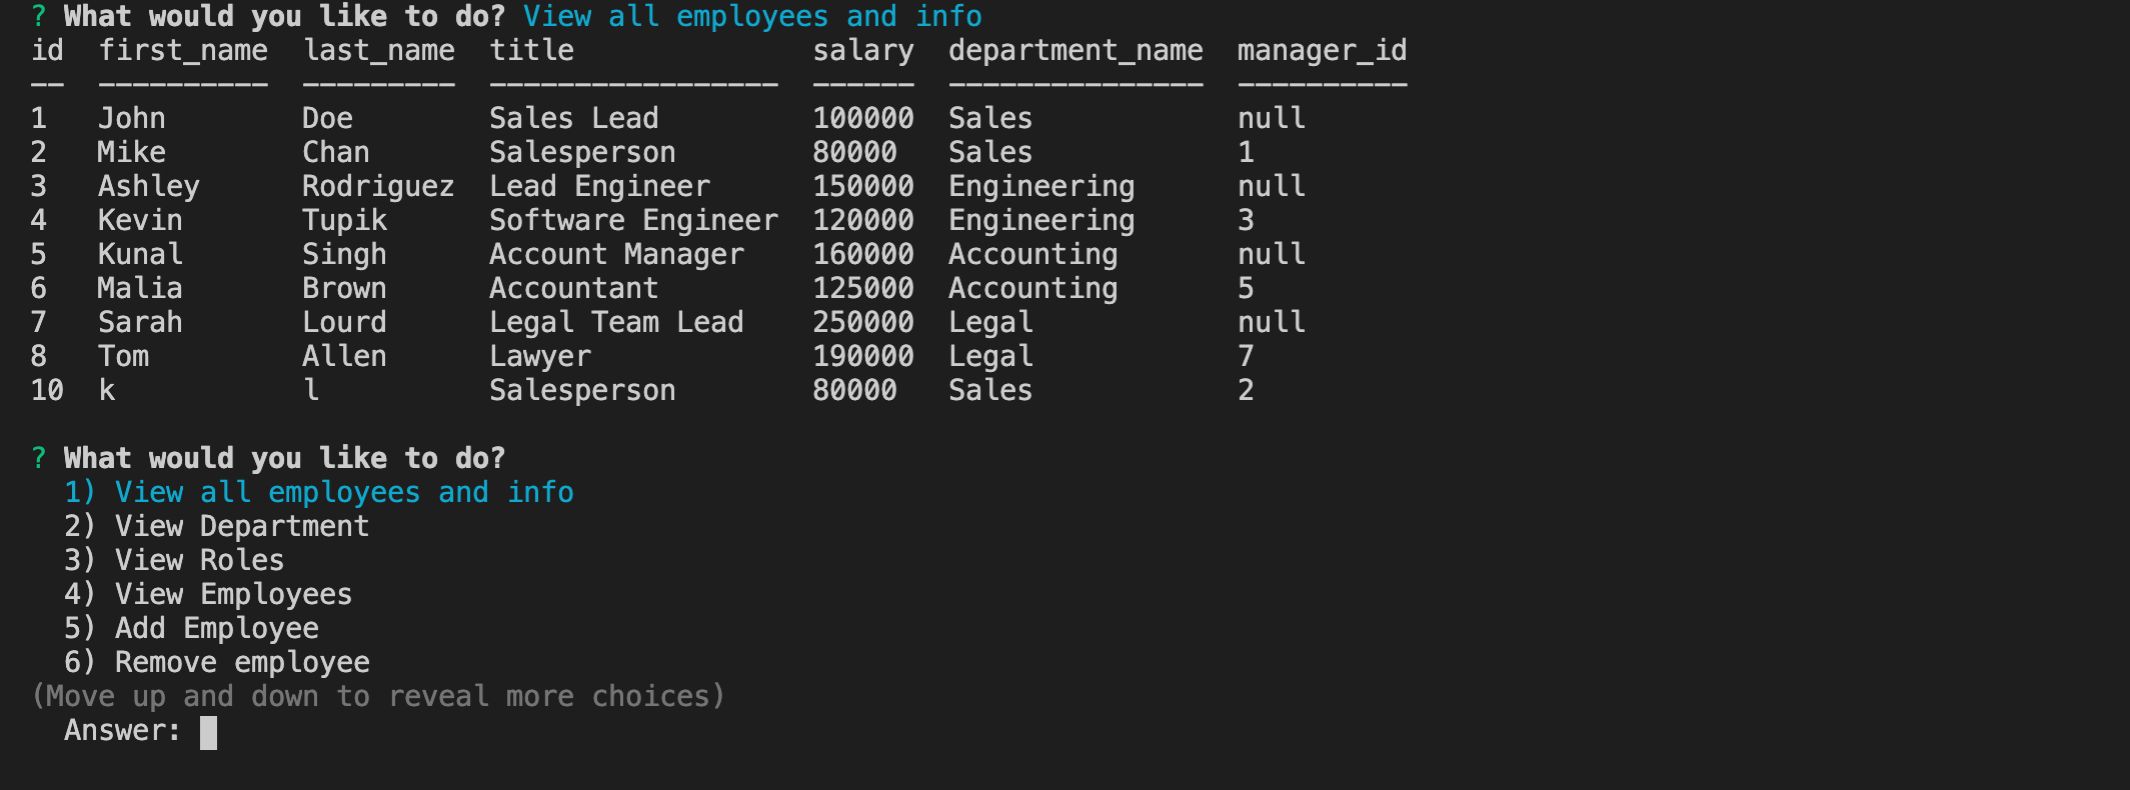 ? What would you like to do? View all employees and info
id  first_name  last_name  title              salary  department_name  manager_id
--  ----------  ---------  -----------------  ------  ---------------  ----------
1   John        Doe        Sales Lead         100000  Sales            null
2   Mike        Chan       Salesperson        80000   Sales            1
3   Ashley      Rodriguez  Lead Engineer      150000  Engineering      null
4   Kevin       Tupik      Software Engineer  120000  Engineering      3
5   Kunal       Singh      Account Manager    160000  Accounting       null
6   Malia       Brown      Accountant         125000  Accounting       5
7   Sarah       Lourd      Legal Team Lead    250000  Legal            null
8   Tom         Allen      Lawyer             190000  Legal            7
10  k           l          Salesperson        80000   Sales            2
? What would you like to do?
  1) View all employees and info
  2) View Department
  3) View Roles
  4) View Employees
  5) Add Employee
  6) Remove employee
(Move up and down to reveal more choices)
  Answer: